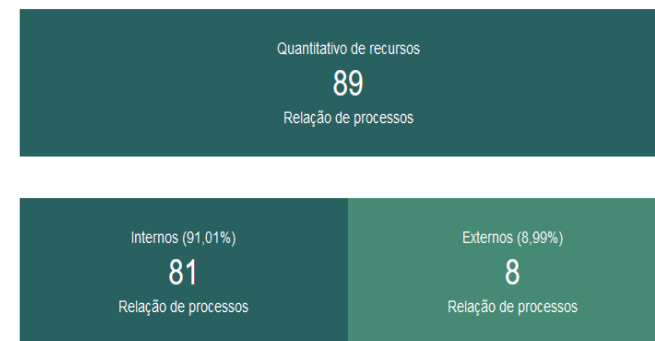 Quantitativo de recursos
89
Relação de processos
Internos (91,01%)
81
Relação de processos
Externos (8,99%)
8
Relação de processos